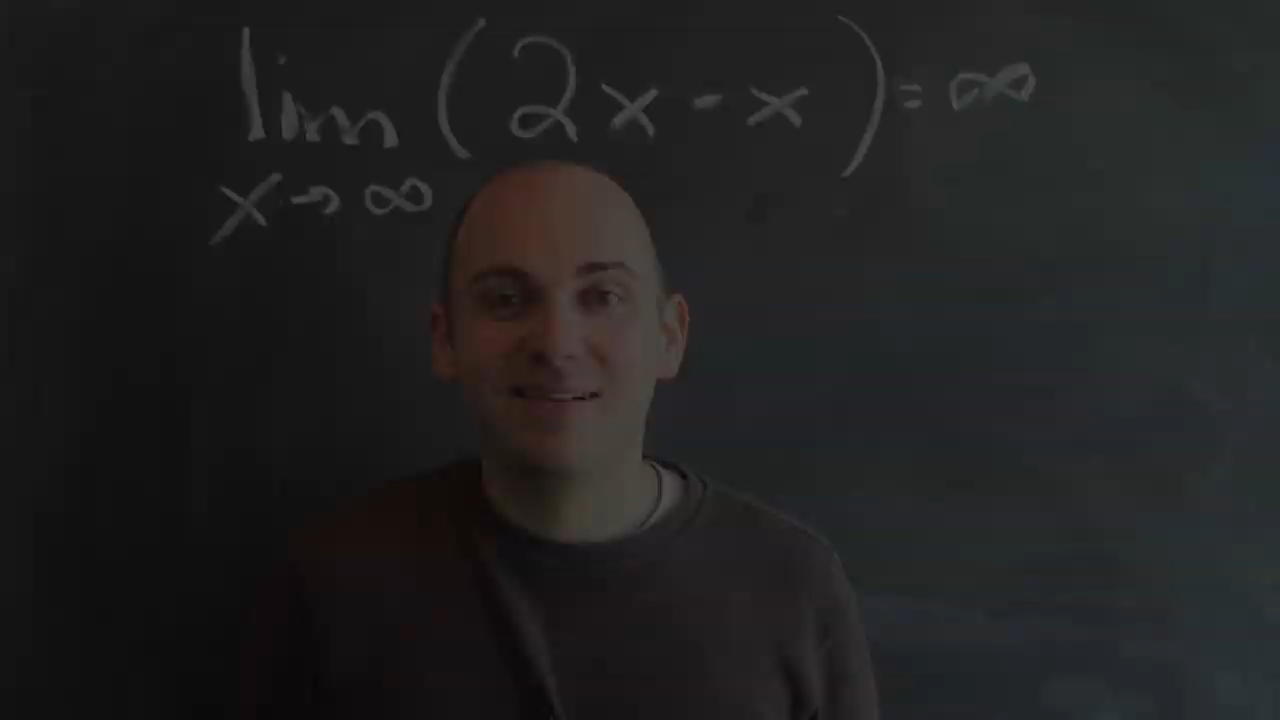 lim (2x - x) = ∞
x → ∞